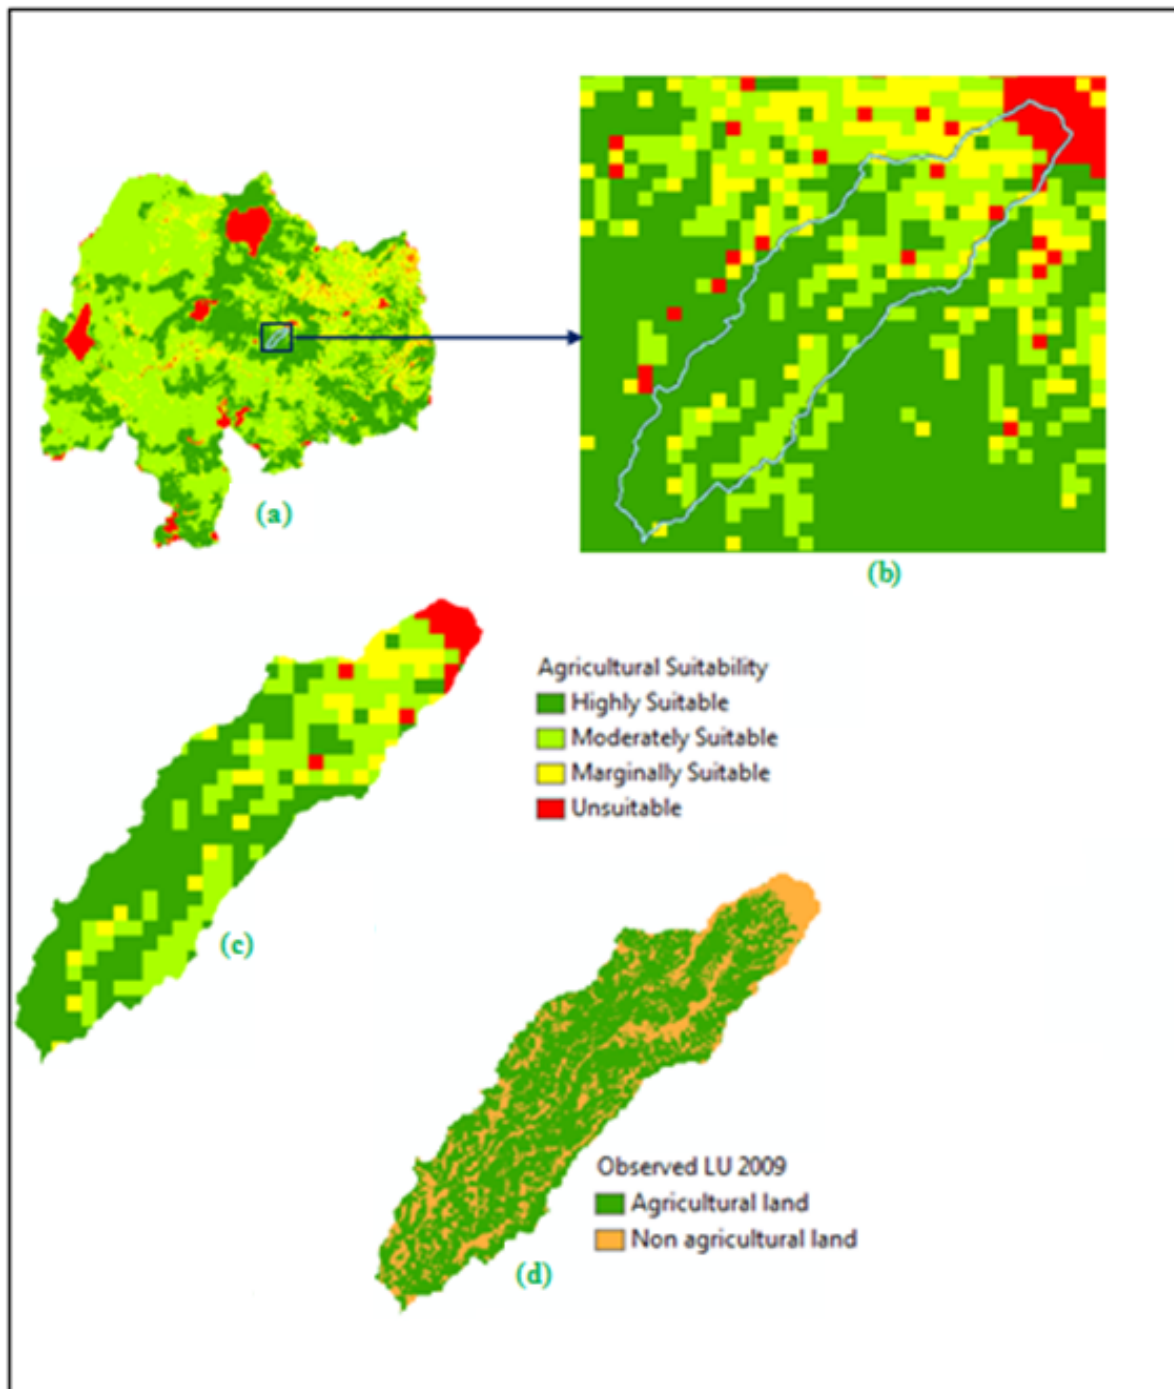 (a)
(b)
Agricultural Suitability
Highly Suitable
Moderately Suitable
Marginally Suitable
Unsuitable
(c)
Observed LU 2009
Agricultural land
Non agricultural land
(d)